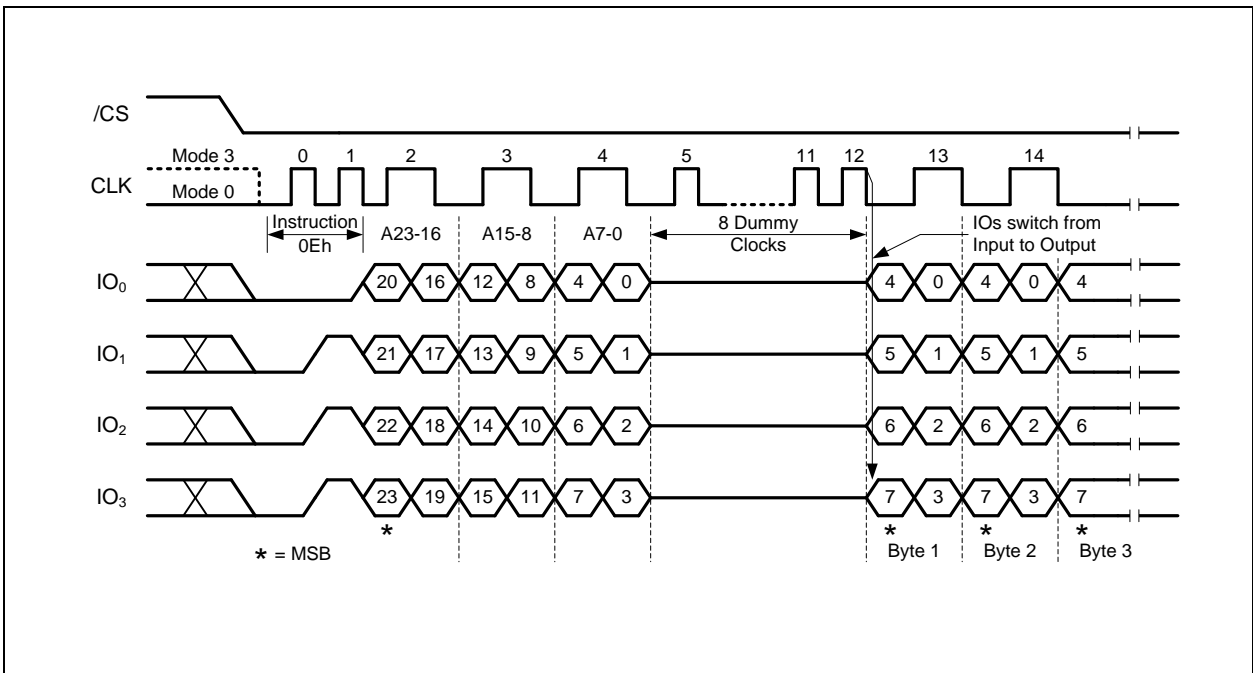 /CS
Mode 3 0 1 2 3 4 5 11 12 13 14
CLK
Mode 0
Instruction
0Eh
A23-16 A15-8 A7-0
8 Dummy
Clocks
IOs switch from
Input to Output
IO₀ 20 16 12 8 4 0 4 0 4 0 4
IO₁ 21 17 13 9 5 1 5 1 5 1 5
IO₂ 22 18 14 10 6 2 6 2 6 2 6
IO₃ 23 19 15 11 7 3 7 3 7 3 7
* * * *
* = MSB
Byte 1 Byte 2 Byte 3